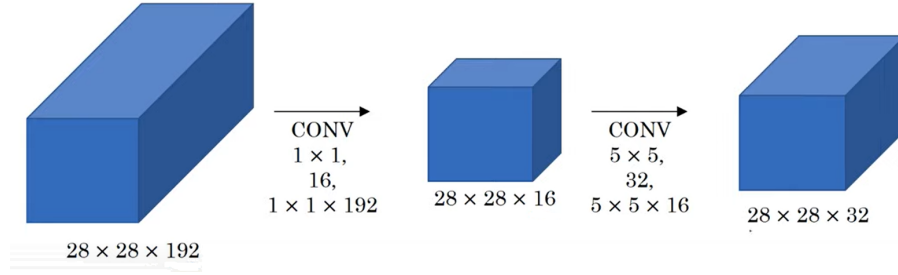 CONV
1 × 1,
16,
1 × 1 × 192
CONV
5 × 5,
32,
5 × 5 × 16
28 × 28 × 192
28 × 28 × 16
28 × 28 × 32